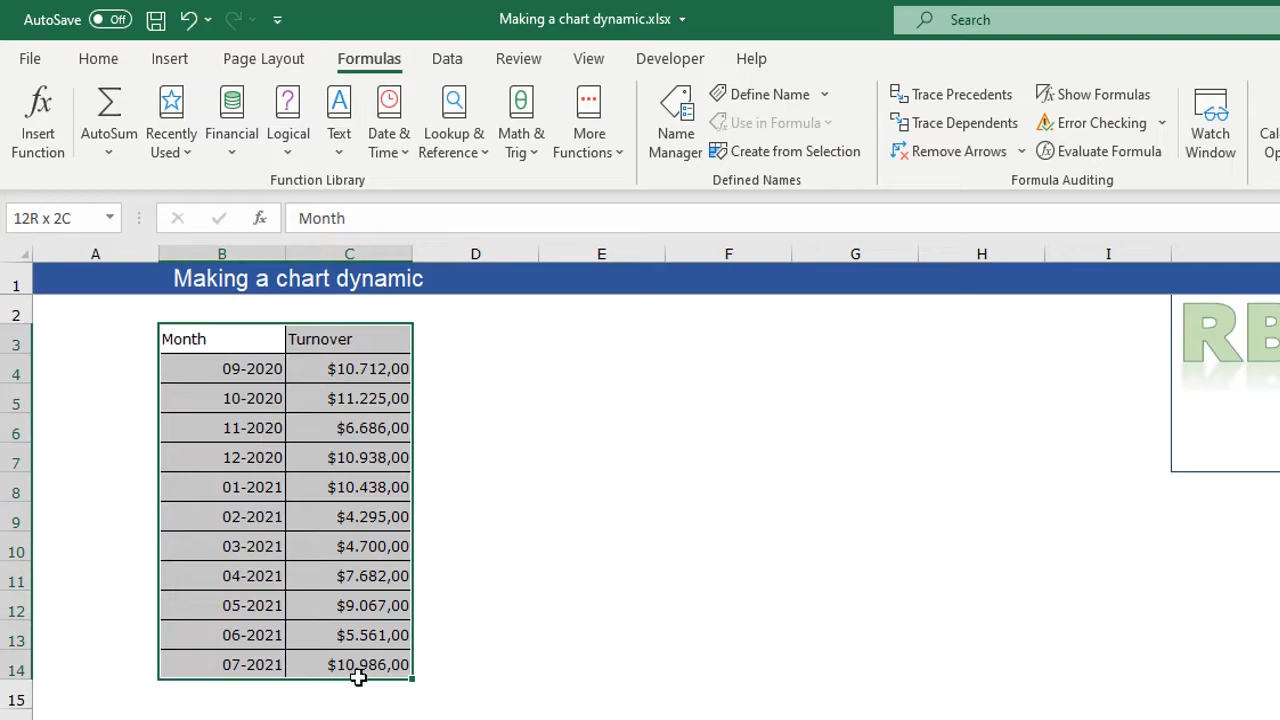 AutoSave Off Making a chart dynamic.xlsx Search
File Home Insert Page Layout Formulas Data Review View Developer Help
Insert Function
AutoSum
Recently Used
Financial
Logical
Text
Date & Time
Lookup & Reference
Math & Trig
More Functions
Function Library
Name Manager
Define Name
Use in Formula
Create from Selection
Defined Names
Trace Precedents
Trace Dependents
Remove Arrows
Show Formulas
Error Checking
Evaluate Formula
Formula Auditing
Watch Window
12R x 2C fx Month
A B C D E F G H I
1 Making a chart dynamic
2
3 Month Turnover
4 09-2020 $10.712,00
5 10-2020 $11.225,00
6 11-2020 $6.686,00
7 12-2020 $10.938,00
8 01-2021 $10.438,00
9 02-2021 $4.295,00
10 03-2021 $4.700,00
11 04-2021 $7.682,00
12 05-2021 $9.067,00
13 06-2021 $5.561,00
14 07-2021 $10.986,00
15